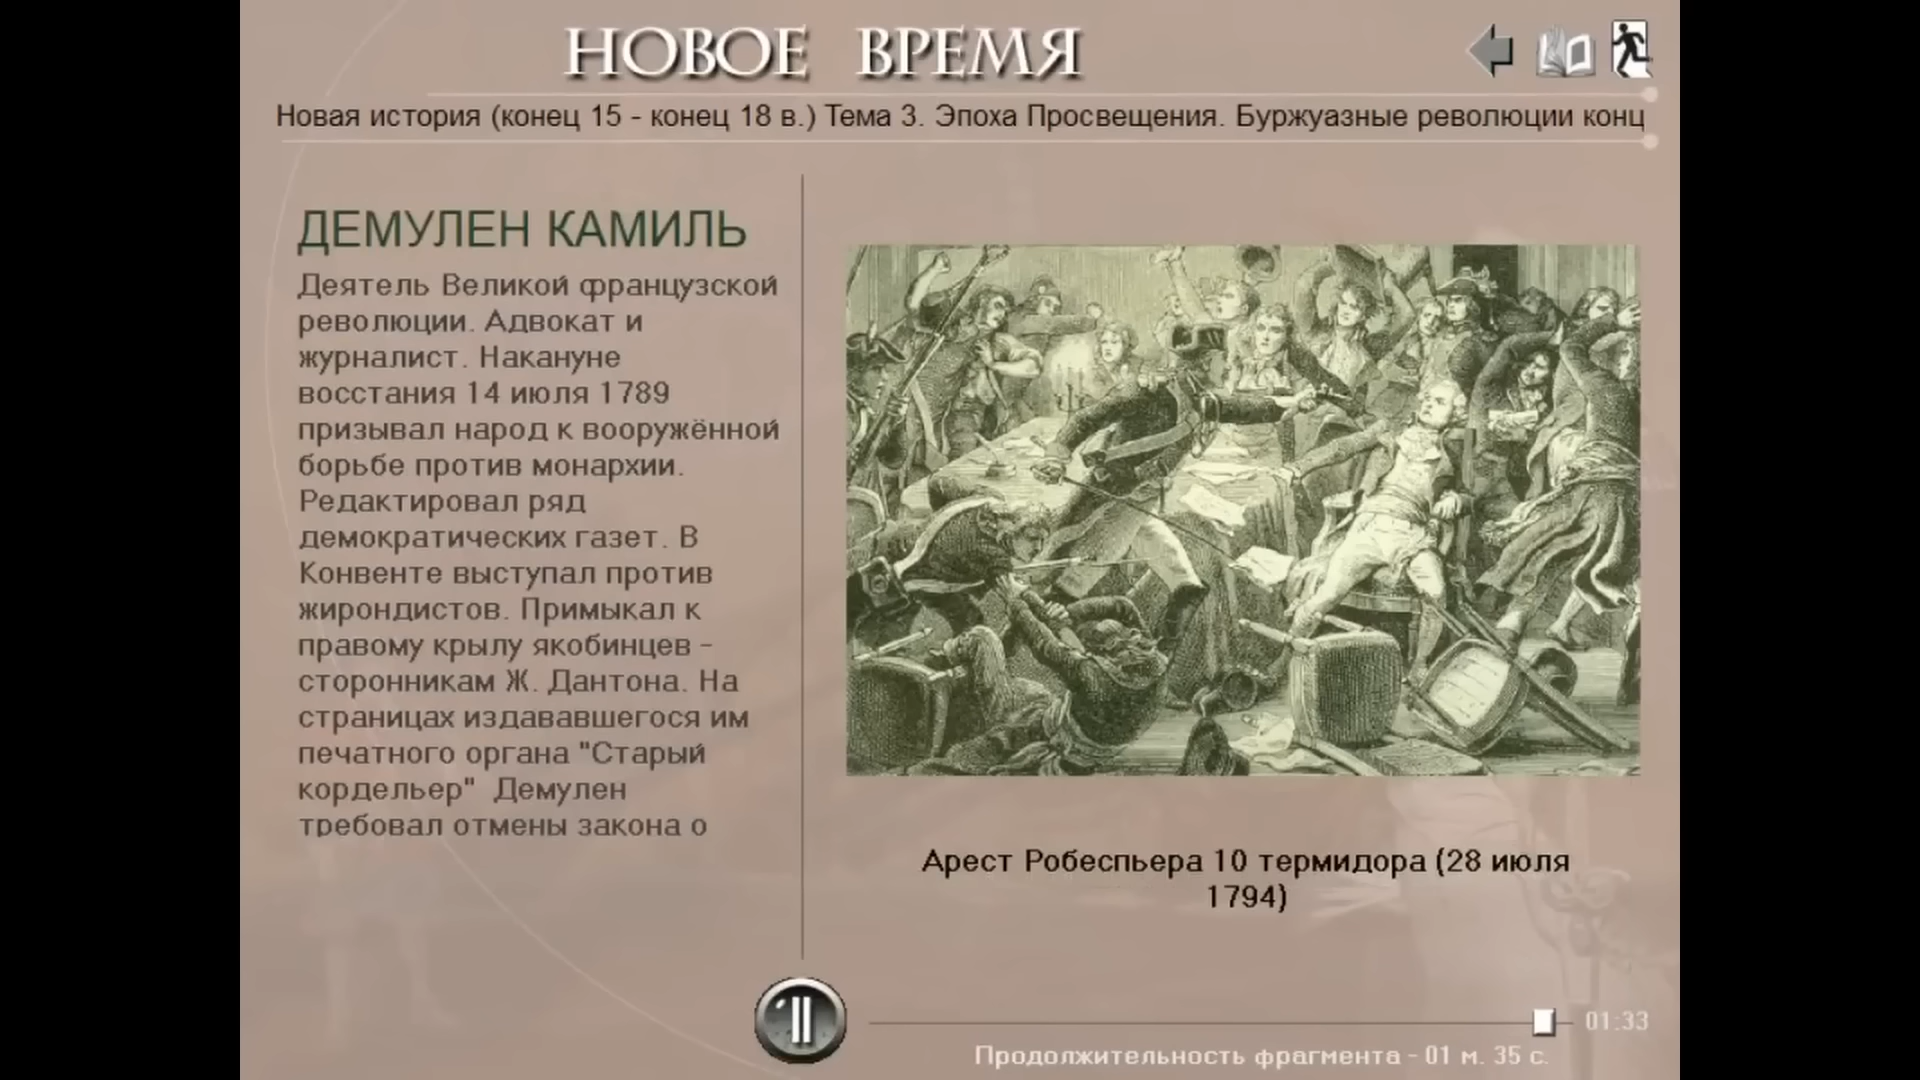 НОВОЕ ВРЕМЯ
Новая история (конец 15 - конец 18 в.) Тема 3. Эпоха Просвещения. Буржуазные революции конц
ДЕМУЛЕН КАМИЛЬ
Деятель Великой французской
революции. Адвокат и
журналист. Накануне
восстания 14 июля 1789
призывал народ к вооружённой
борьбе против монархии.
Редактировал ряд
демократических газет. В
Конвенте выступал против
жирондистов. Примыкал к
правому крылу якобинцев -
сторонникам Ж. Дантона. На
страницах издававшегося им
печатного органа "Старый
кордельер"  Демулен
требовал отмены закона о
Арест Робеспьера 10 термидора (28 июля
1794)
01:33
Продолжительность фрагмента - 01 м. 35 с.